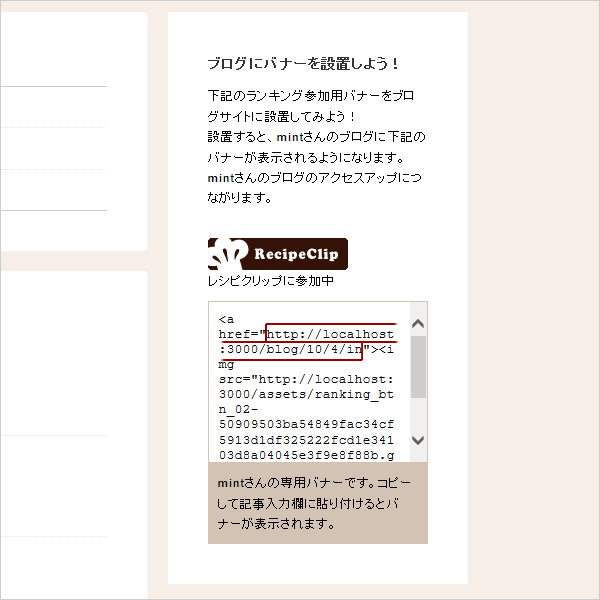 ブログにバナーを設置しよう！
下記のランキング参加用バナーをブロ
グサイトに設置してみよう！
設置すると、mintさんのブログに下記の
バナーが表示されるようになります。
mintさんのブログのアクセスアップにつ
ながります。
RecipeClip
レシピクリップに参加中
<a
href="http://localhost
:3000/blog/10/4/in"><i
mg
src="http://localhost:
3000/assets/ranking_bt
n_02-
50909503ba54849fac34cf
5913d1df325222fcd1e341
03d8a04045e3f9e8f88b.g
mintさんの専用バナーです。コピー
して記事入力欄に貼り付けるとバ
ナーが表示されます。